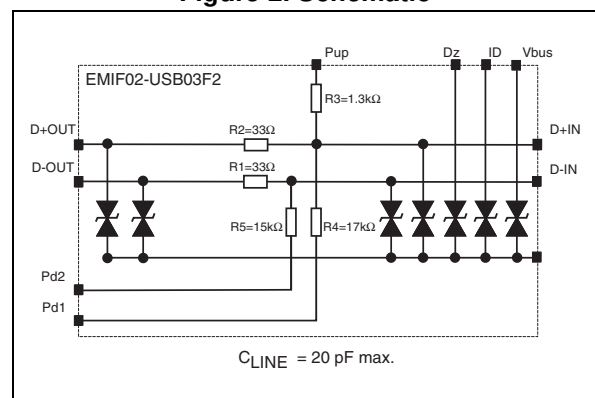 Figure 2. Schematic
Pup Dz ID Vbus
EMIF02-USB03F2
R3=1.3kΩ
D+OUT R2=33Ω D+IN
D-OUT R1=33Ω D-IN
R5=15kΩ R4=17kΩ
Pd2
Pd1
CLINE = 20 pF max.